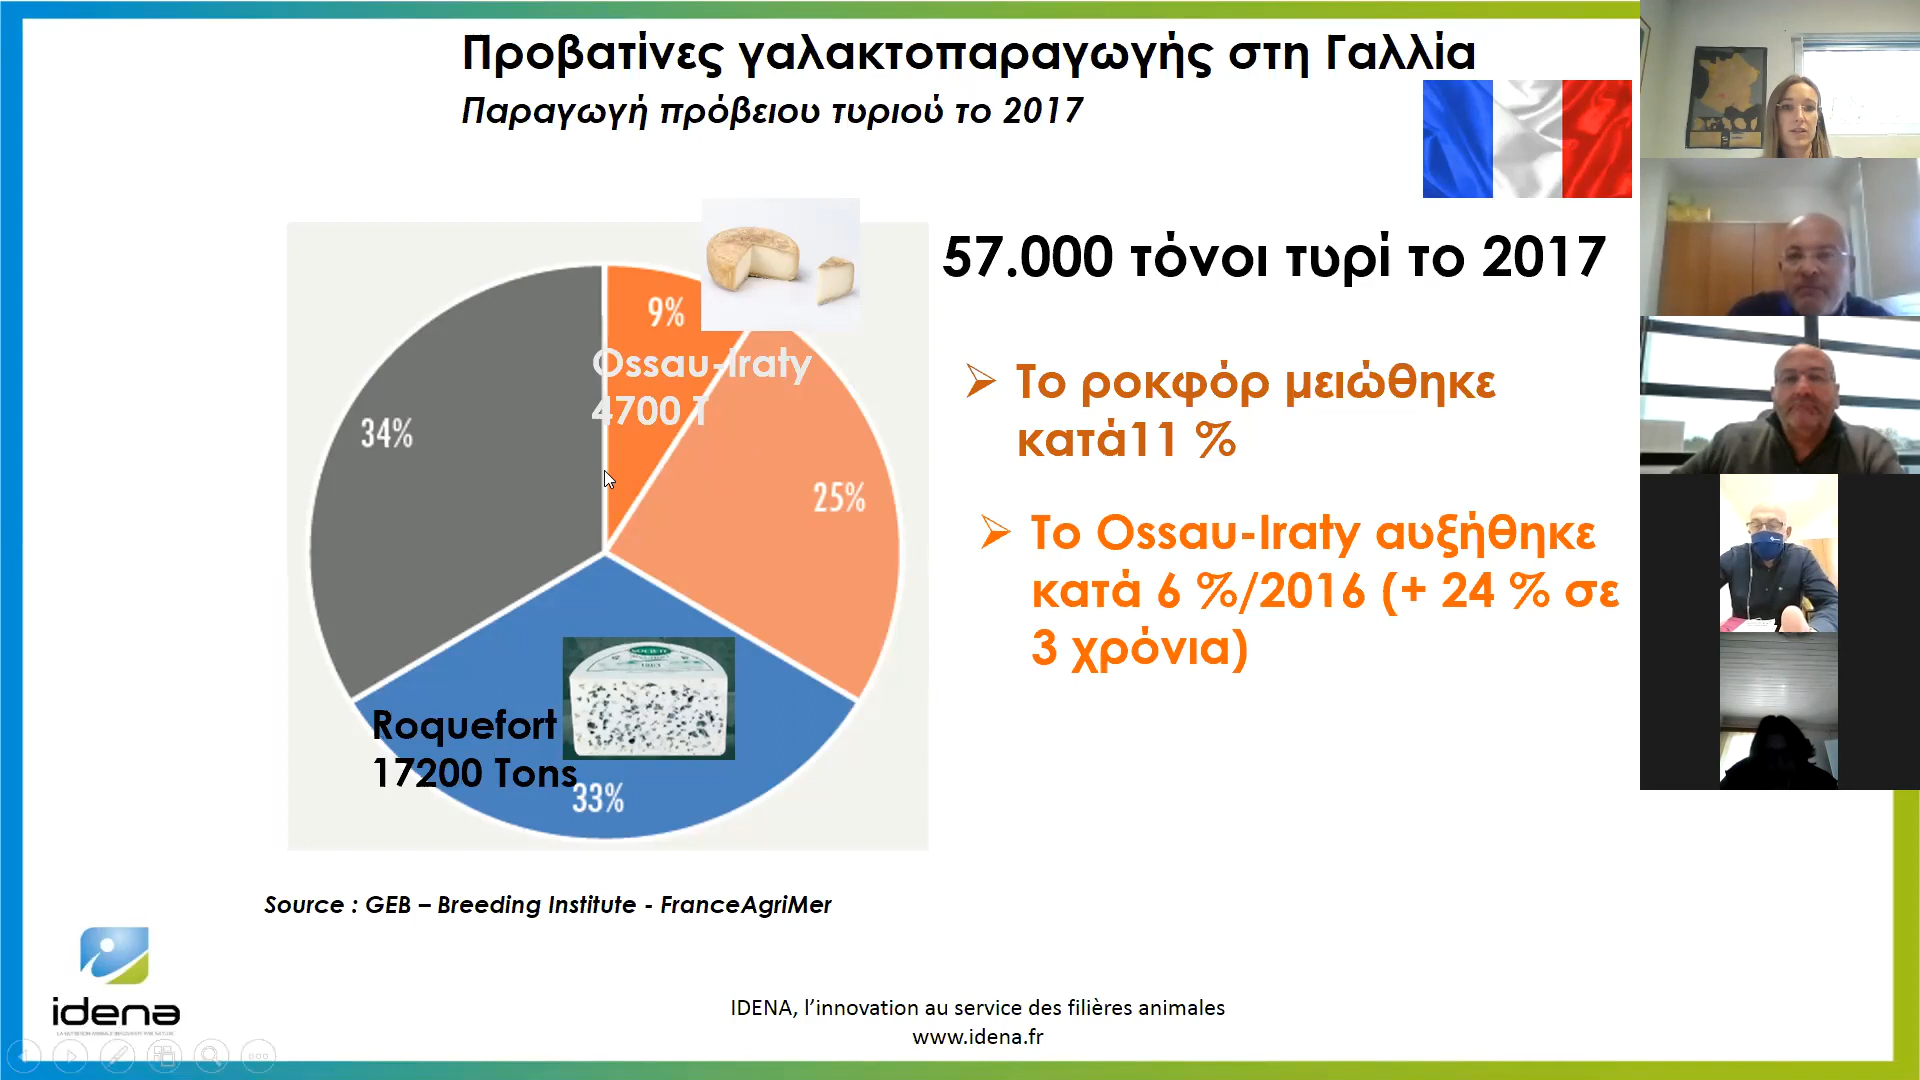 Προβατίνες γαλακτοπαραγωγής στη Γαλλία
Παραγωγή πρόβειου τυριού το 2017
57.000 τόνοι τυρί το 2017
9%
Ossau-Iraty
4700 T
34%
25%
Roquefort
17200 Tons
33%
SOCIETE
➢ Το ροκφόρ μειώθηκε
κατά11 %
➢ Το Ossau-Iraty αυξήθηκε
κατά 6 %/2016 (+ 24 % σε
3 χρόνια)
Source : GEB – Breeding Institute - FranceAgriMer
idena
IDENA, l’innovation au service des filières animales
www.idena.fr